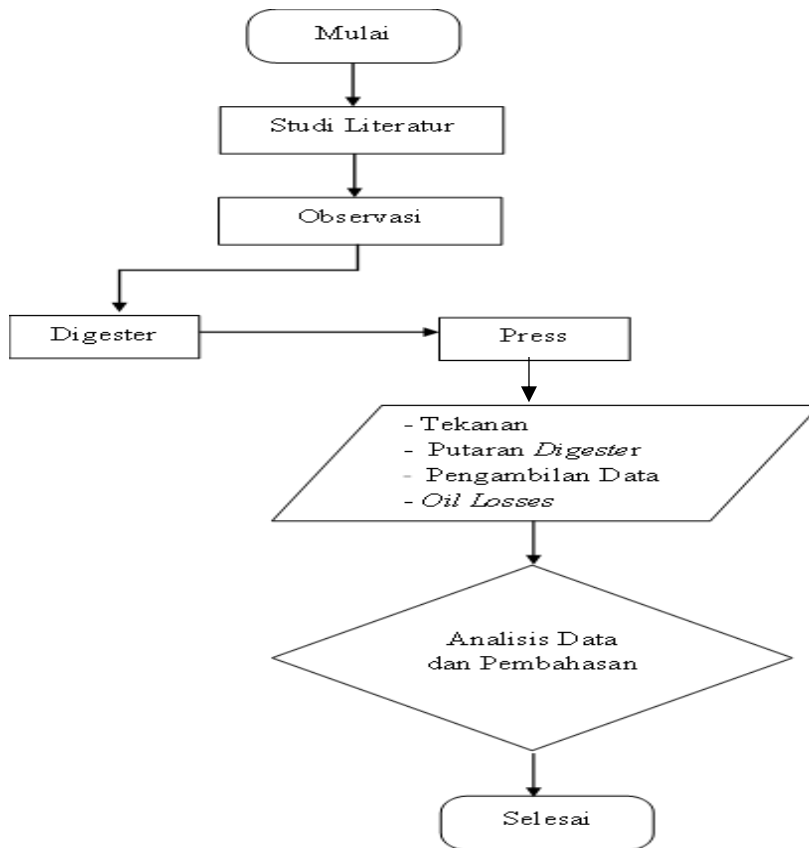 Mulai
Studi Literatur
Observasi
Digester
Press
- Tekanan
- Putaran Digester
- Pengambilan Data
- Oil Losses
Analisis Data
dan Pembahasan
Selesai